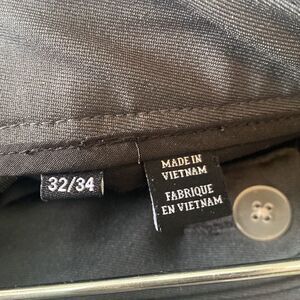 32/34
MADE IN
VIETNAM
FABRIQUE
EN VIETNAM